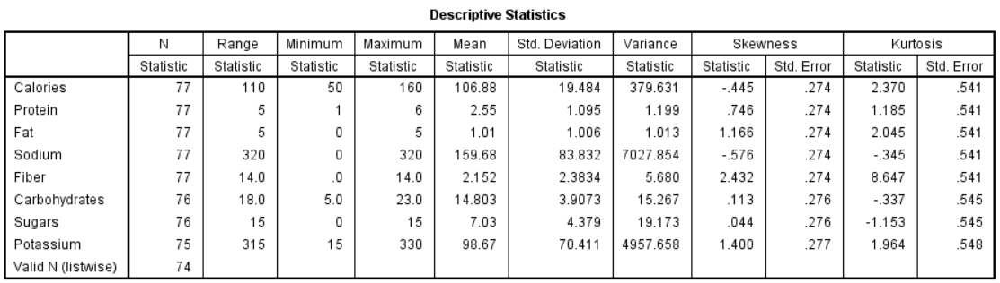 Descriptive Statistics
N Range Minimum Maximum Mean Std. Deviation Variance Skewness Kurtosis
Statistic Statistic Statistic Statistic Statistic Statistic Statistic Statistic Std. Error Statistic Std. Error
Calories 77 110 50 160 106.88 19.484 379.631 -.445 .274 2.370 .541
Protein 77 5 1 6 2.55 1.095 1.199 .746 .274 1.185 .541
Fat 77 5 0 5 1.01 1.006 1.013 1.166 .274 2.045 .541
Sodium 77 320 0 320 159.68 83.832 7027.854 -.576 .274 -.345 .541
Fiber 77 14.0 .0 14.0 2.152 2.3834 5.680 2.432 .274 8.647 .541
Carbohydrates 76 18.0 5.0 23.0 14.803 3.9073 15.267 .113 .276 -.337 .545
Sugars 76 15 0 15 7.03 4.379 19.173 .044 .276 -1.153 .545
Potassium 75 315 15 330 98.67 70.411 4957.658 1.400 .277 1.964 .548
Valid N (listwise) 74